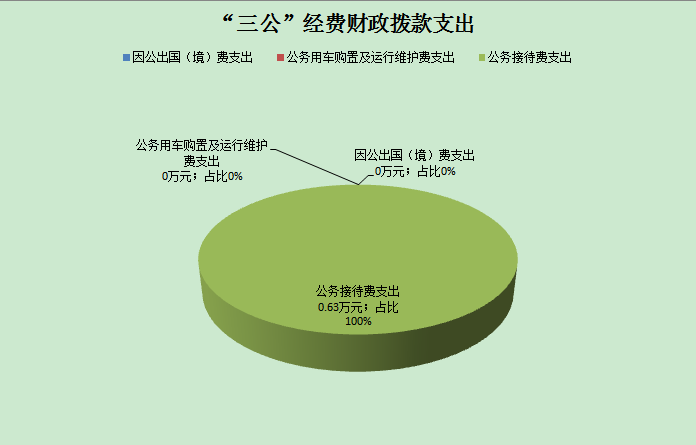 “三公”经费财政拨款支出
因公出国（境）费支出 公务用车购置及运行维护费支出 公务接待费支出
公务用车购置及运行维护
费支出
0万元；占比0%
因公出国（境）费支出
0万元；占比0%
公务接待费支出
0.63万元；占比
100%